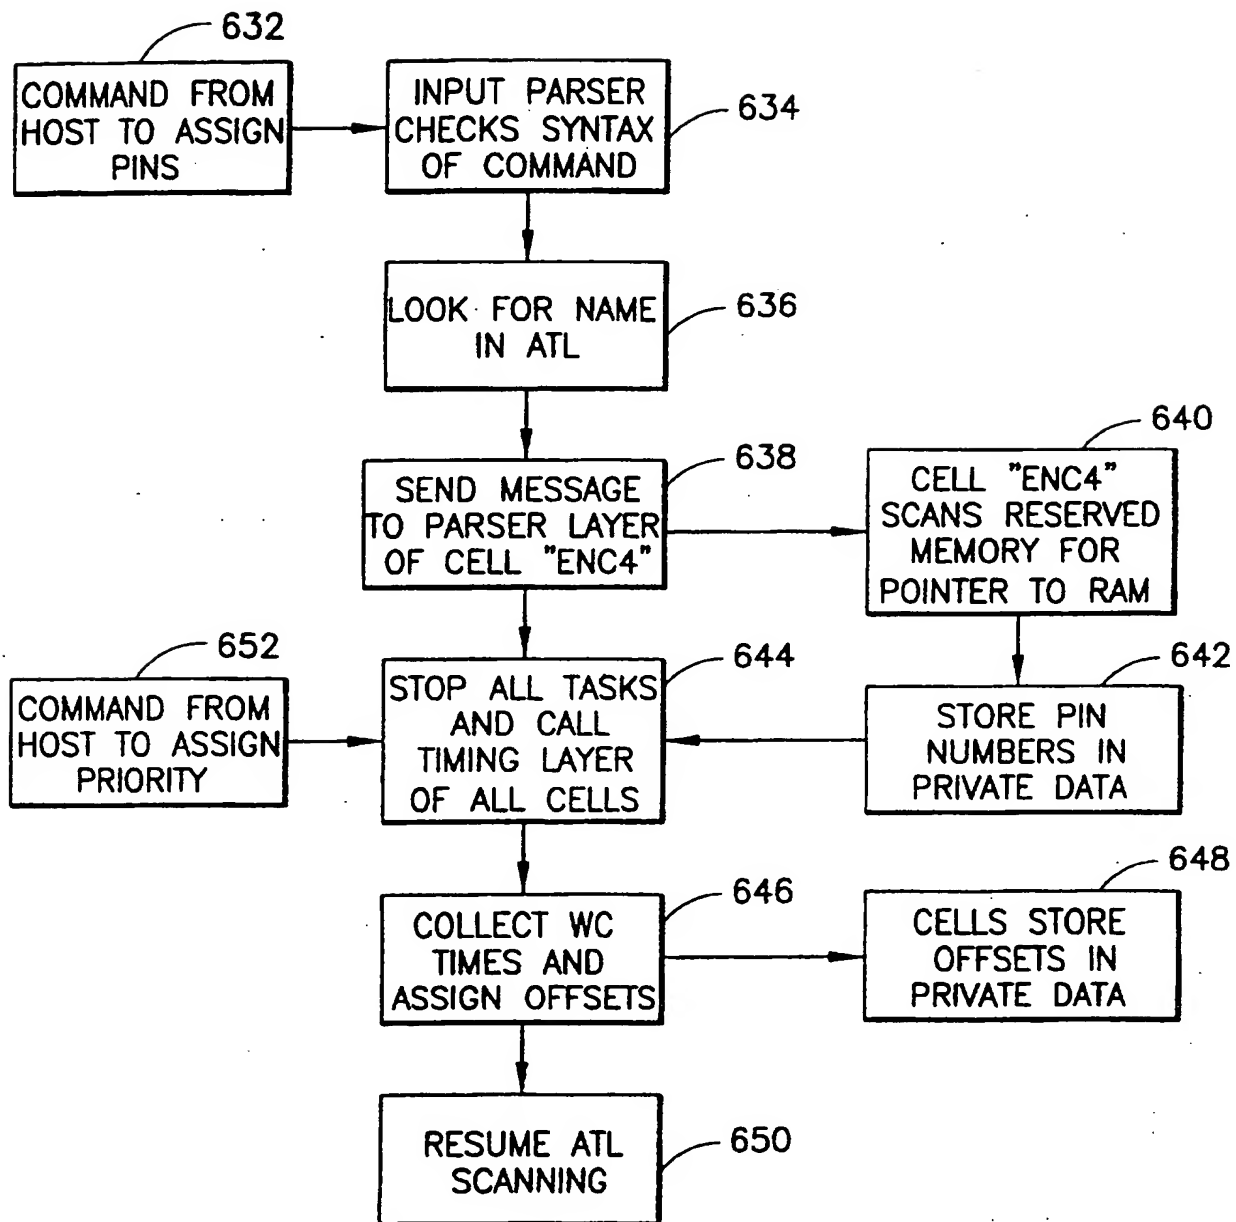 632
COMMAND FROM
HOST TO ASSIGN
PINS
INPUT PARSER
CHECKS SYNTAX
OF COMMAND
634
LOOK FOR NAME
IN ATL
636
SEND MESSAGE
TO PARSER LAYER
OF CELL "ENC4"
638
640
CELL "ENC4"
SCANS RESERVED
MEMORY FOR
POINTER TO RAM
652
COMMAND FROM
HOST TO ASSIGN
PRIORITY
STOP ALL TASKS
AND CALL
TIMING LAYER
OF ALL CELLS
644
642
STORE PIN
NUMBERS IN
PRIVATE DATA
COLLECT WC
TIMES AND
ASSIGN OFFSETS
646
648
CELLS STORE
OFFSETS IN
PRIVATE DATA
RESUME ATL
SCANNING
650